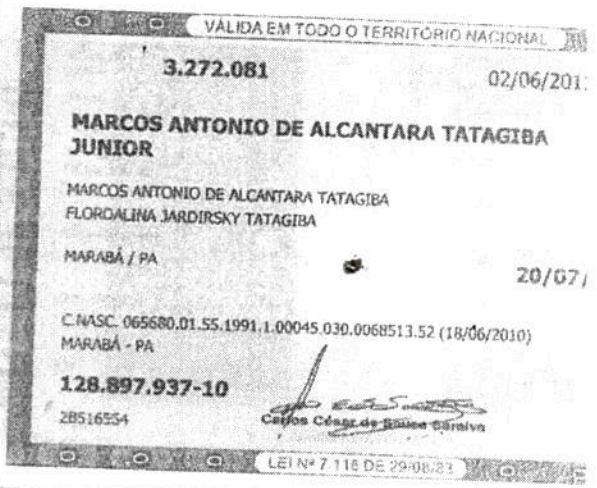 VÁLIDA EM TODO O TERRITÓRIO NACIONAL
3.272.081 02/06/201
MARCOS ANTONIO DE ALCANTARA TATAGIBA
JUNIOR
MARCOS ANTONIO DE ALCANTARA TATAGIBA
FLORDALINA JARDIRSKY TATAGIBA
MARABÁ / PA 20/07/
C.NASC. 065680.01.55.1991.1.00045.030.0068513.52 (18/06/2010)
MARABÁ - PA
128.897.937-10
2B516554
Carlos César de Souza Saraiva
LEI Nº 7.116 DE 29/08/83